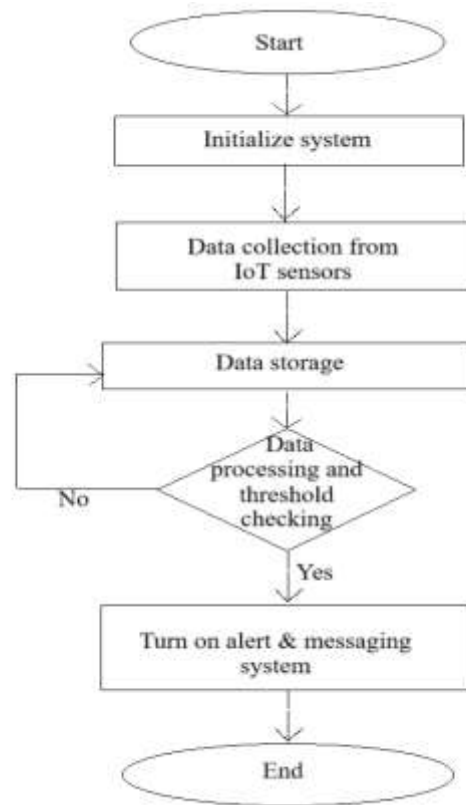 Start
Initialize system
Data collection from
IoT sensors
Data storage
Data
processing and
threshold
checking
No
Yes
Turn on alert & messaging
system
End